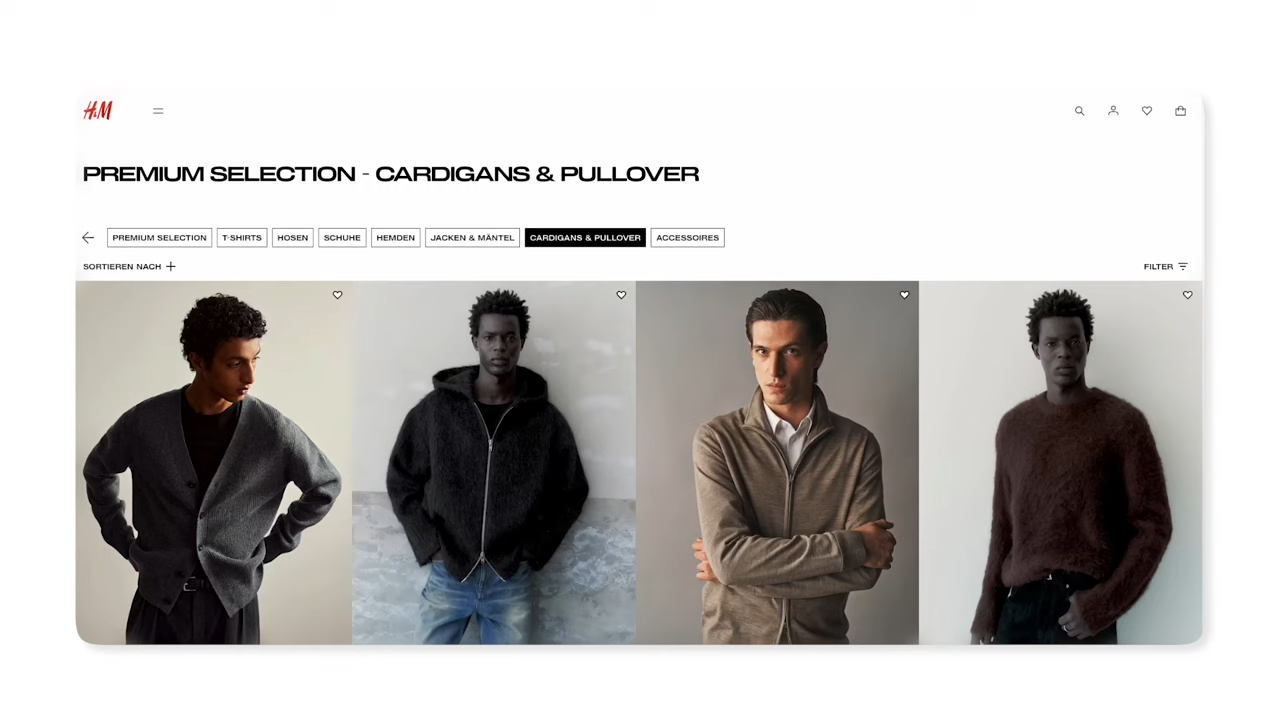 H&M
PREMIUM SELECTION - CARDIGANS & PULLOVER
PREMIUM SELECTION T-SHIRTS HOSEN SCHUHE HEMDEN JACKEN & MÄNTEL CARDIGANS & PULLOVER ACCESSOIRES
SORTIEREN NACH FILTER